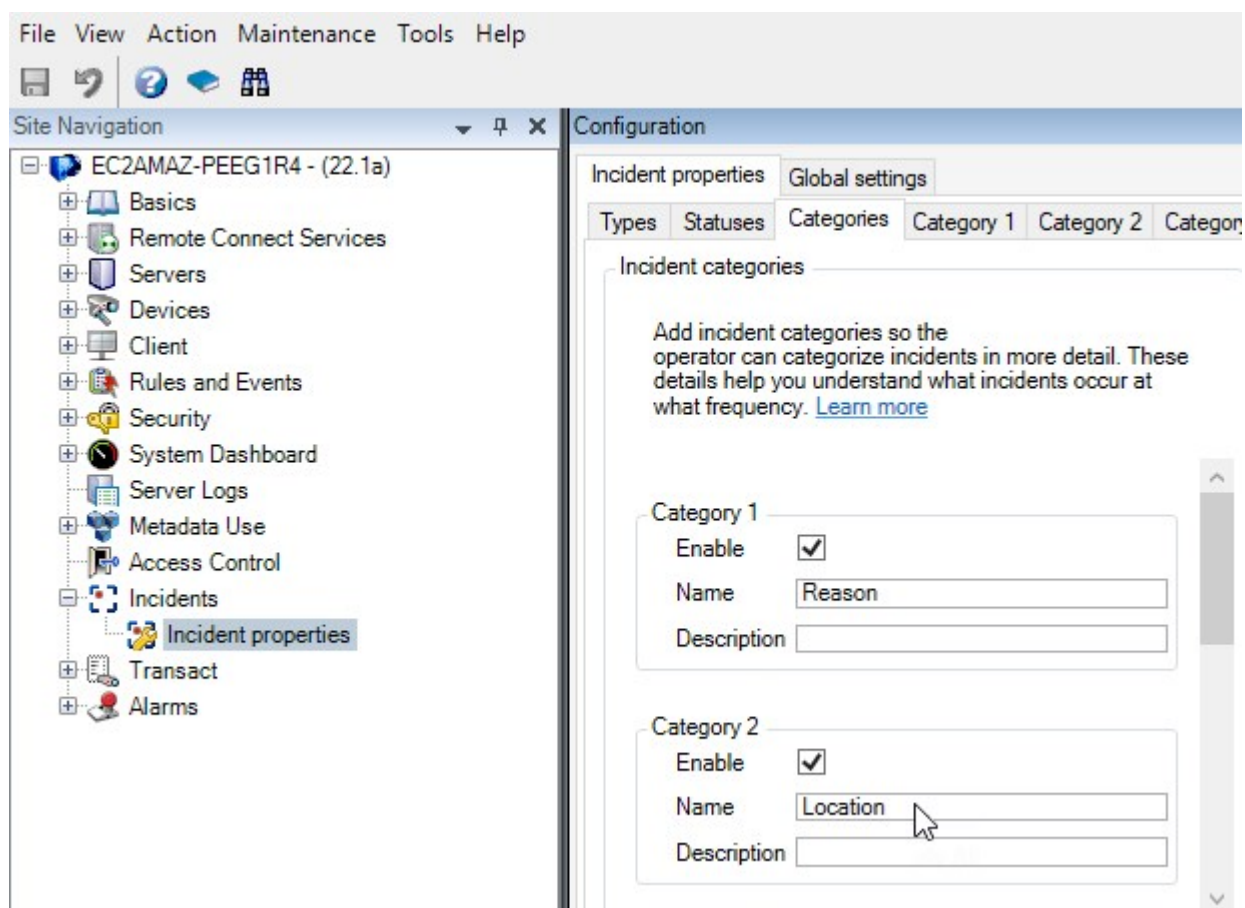 File View Action Maintenance Tools Help
Site Navigation
EC2AMAZ-PEEG1R4 - (22.1a)
Basics
Remote Connect Services
Servers
Devices
Client
Rules and Events
Security
System Dashboard
Server Logs
Metadata Use
Access Control
Incidents
Incident properties
Transact
Alarms
Configuration
Incident properties Global settings
Types Statuses Categories Category 1 Category 2 Category
Incident categories
Add incident categories so the
operator can categorize incidents in more detail. These
details help you understand what incidents occur at
what frequency. Learn more
Category 1
Enable
Name Reason
Description
Category 2
Enable
Name Location
Description